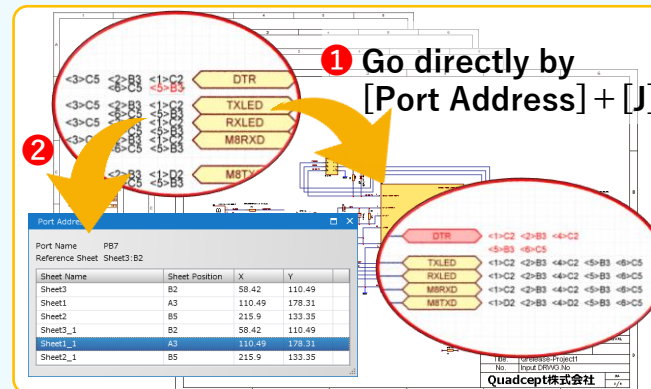 ❶ Go directly by
[Port Address]+[J]
<3>C5 <2>B3 <1>C2 DTR
<6>C5 <5>B3
<3>C5 <2>B3 <1>C2 TXLED
RXLED
M8RXD
<1>D2
❷
Port Name PB7
Reference Sheet Sheet3:B2
Sheet Name Sheet Position X Y
Sheet3 B2 58.42 110.49
Sheet1 A3 110.49 178.31
Sheet2 B5 215.9 133.35
Sheet3_1 B2 58.42 110.49
Sheet1_1 A3 110.49 178.31
Sheet2_1 B5 215.9 133.35
DTR <1>C2 <2>B3 <4>C2
<5>B3 <6>C5
TXLED <1>C2 <2>B3 <4>C2 <5>B3 <6>C5
RXLED <1>C2 <2>B3 <4>C2 <5>B3 <6>C5
M8RXD <1>C2 <2>B3 <4>C2 <5>B3 <6>C5
M8TXD <1>D2 <2>B3 <4>D2 <5>B3 <6>C5
No. Input DRWG.No
Quadcept株式会社